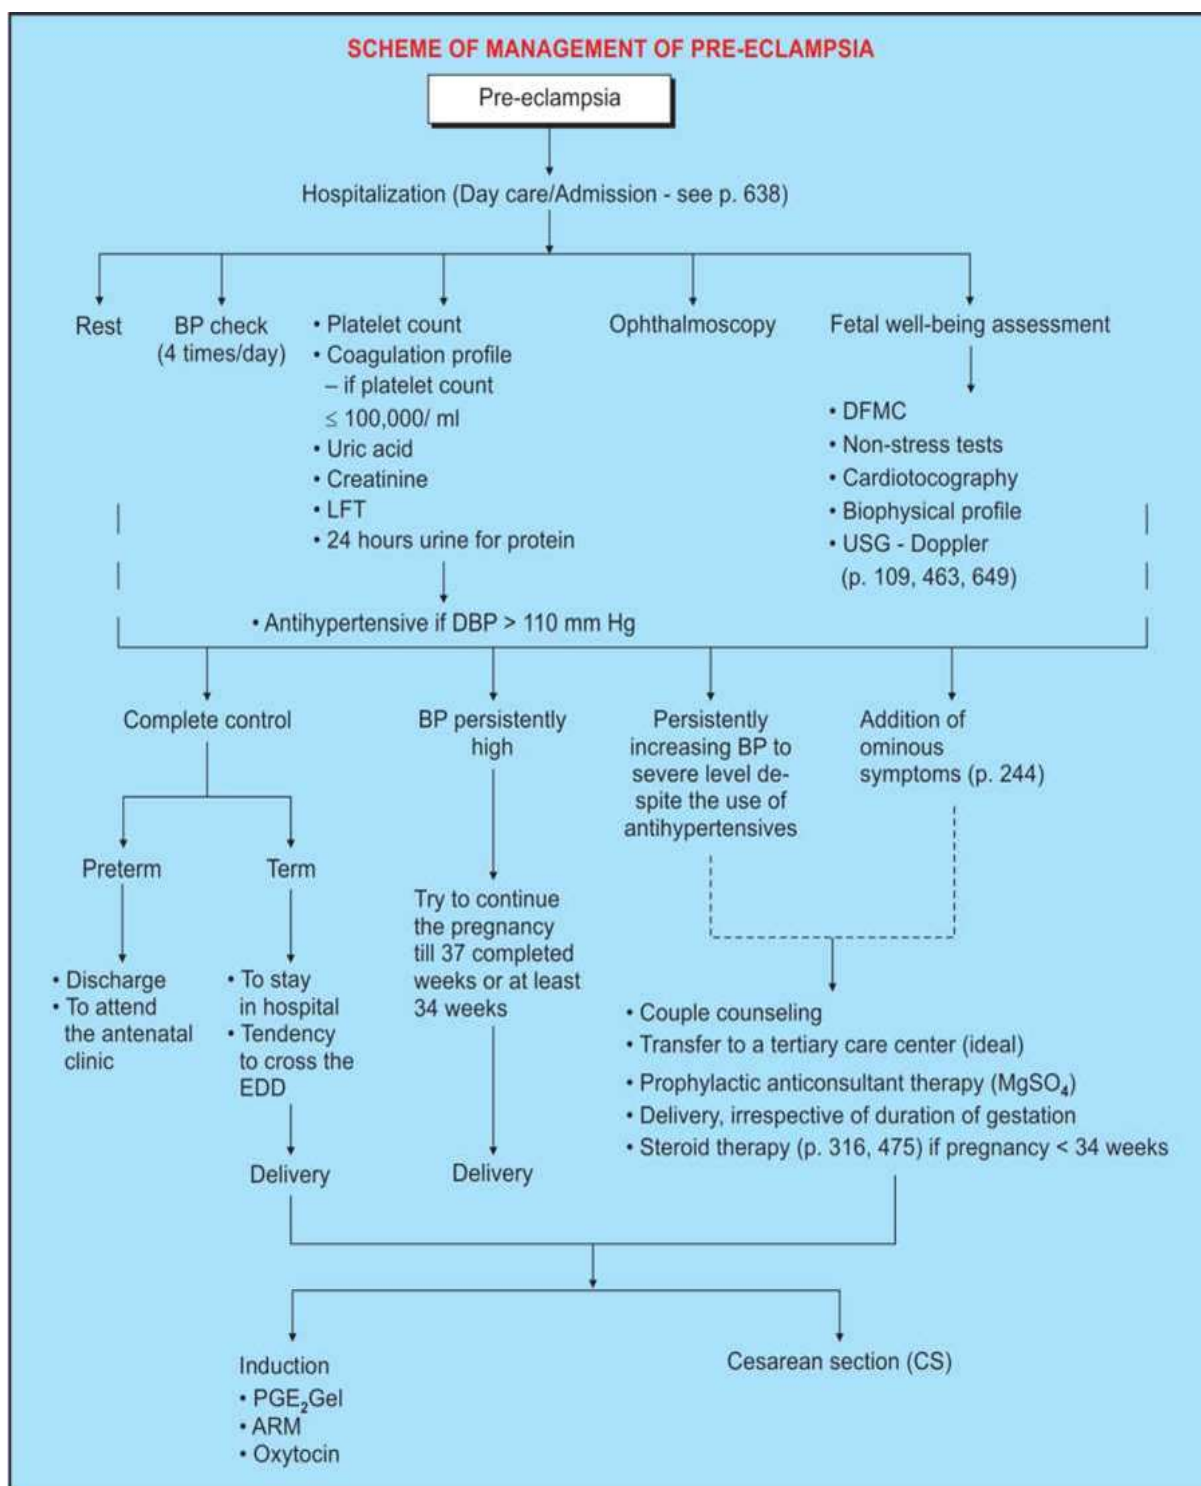 SCHEME OF MANAGEMENT OF PRE-ECLAMPSIA
Pre-eclampsia
Hospitalization (Day care/Admission - see p. 638)
Rest
BP check
(4 times/day)
• Platelet count
• Coagulation profile
– if platelet count
≤ 100,000/ ml
• Uric acid
• Creatinine
• LFT
• 24 hours urine for protein
• Antihypertensive if DBP > 110 mm Hg
Ophthalmoscopy
Fetal well-being assessment
• DFMC
• Non-stress tests
• Cardiotocography
• Biophysical profile
• USG - Doppler
(p. 109, 463, 649)
Complete control
Preterm
• Discharge
• To attend
the antenatal
clinic
Term
• To stay
in hospital
• Tendency
to cross the
EDD
Delivery
BP persistently
high
Try to continue
the pregnancy
till 37 completed
weeks or at least
34 weeks
Delivery
Persistently
increasing BP to
severe level de-
spite the use of
antihypertensives
Addition of
ominous
symptoms (p. 244)
• Couple counseling
• Transfer to a tertiary care center (ideal)
• Prophylactic anticonsultant therapy (MgSO₄)
• Delivery, irrespective of duration of gestation
• Steroid therapy (p. 316, 475) if pregnancy < 34 weeks
Induction
• PGE₂Gel
• ARM
• Oxytocin
Cesarean section (CS)